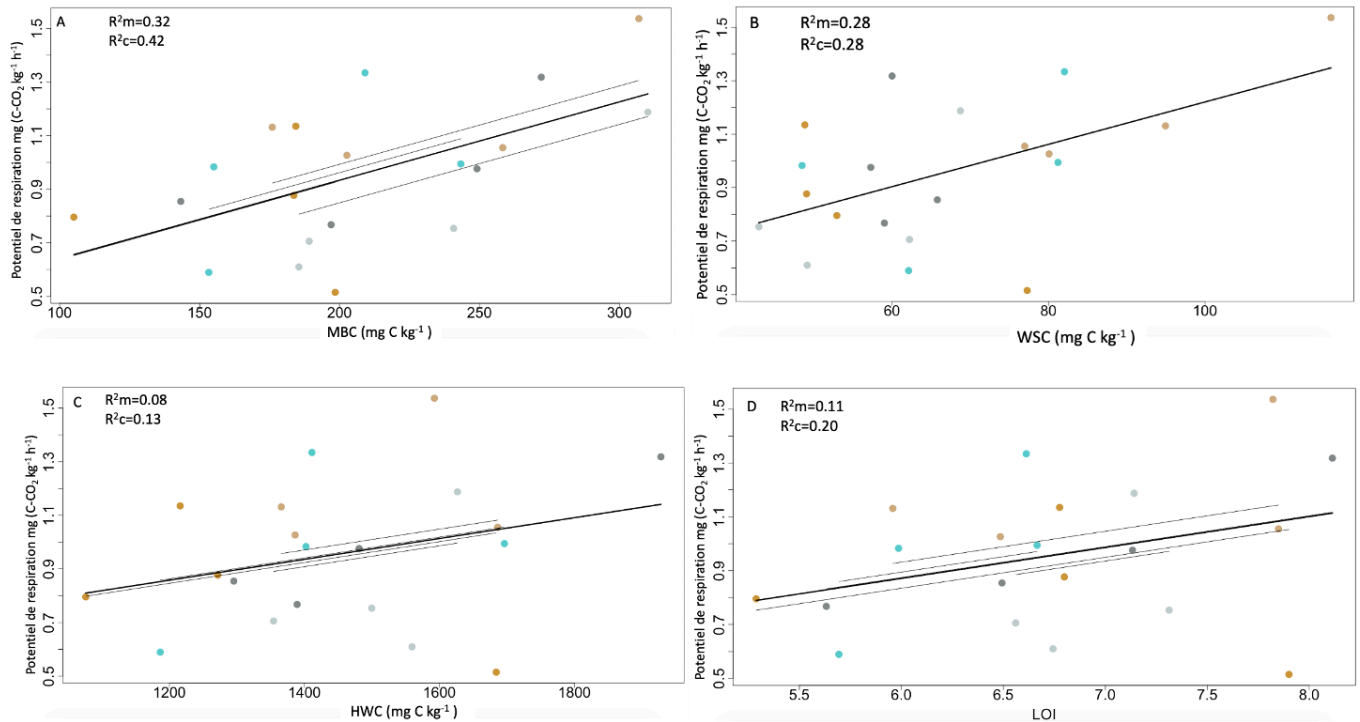 A
R²m=0.32
R²c=0.42
Potentiel de respiration mg (C-CO₂ kg⁻¹ h¹)
0.5 0.7 0.9 1.1 1.3 1.5
100 150 200 250 300
MBC (mg C kg⁻¹ )
B
R²m=0.28
R²c=0.28
Potentiel de respiration mg (C-CO₂ kg⁻¹ h¹)
0.5 0.7 0.9 1.1 1.3 1.5
60 80 100
WSC (mg C kg⁻¹ )
C
R²m=0.08
R²c=0.13
Potentiel de respiration mg (C-CO₂ kg⁻¹ h⁻¹)
0.5 0.7 0.9 1.1 1.3 1.5
1200 1400 1600 1800
HWC (mg C kg⁻¹)
D
R²m=0.11
R²c=0.20
Potentiel de respiration mg (C-CO₂ kg⁻¹ h⁻¹)
0.5 0.7 0.9 1.1 1.3 1.5
5.5 6.0 6.5 7.0 7.5 8.0
LOI